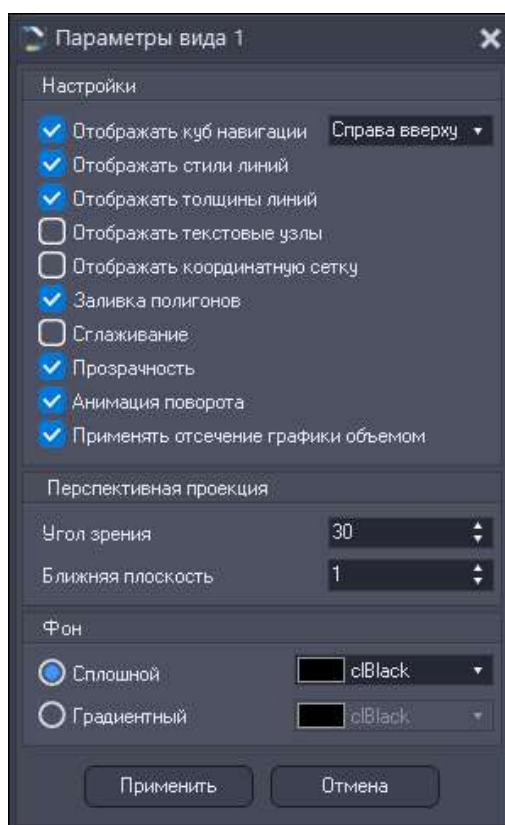 Параметры вида 1
Настройки
Отображать куб навигации Справа вверху
Отображать стили линий
Отображать толщины линий
Отображать текстовые узлы
Отображать координатную сетку
Заливка полигонов
Сглаживание
Прозрачность
Анимация поворота
Применять отсечение графики объемом
Перспективная проекция
Угол зрения 30
Ближняя плоскость 1
Фон
Сплошной clBlack
Градиентный clBlack
Применить Отмена